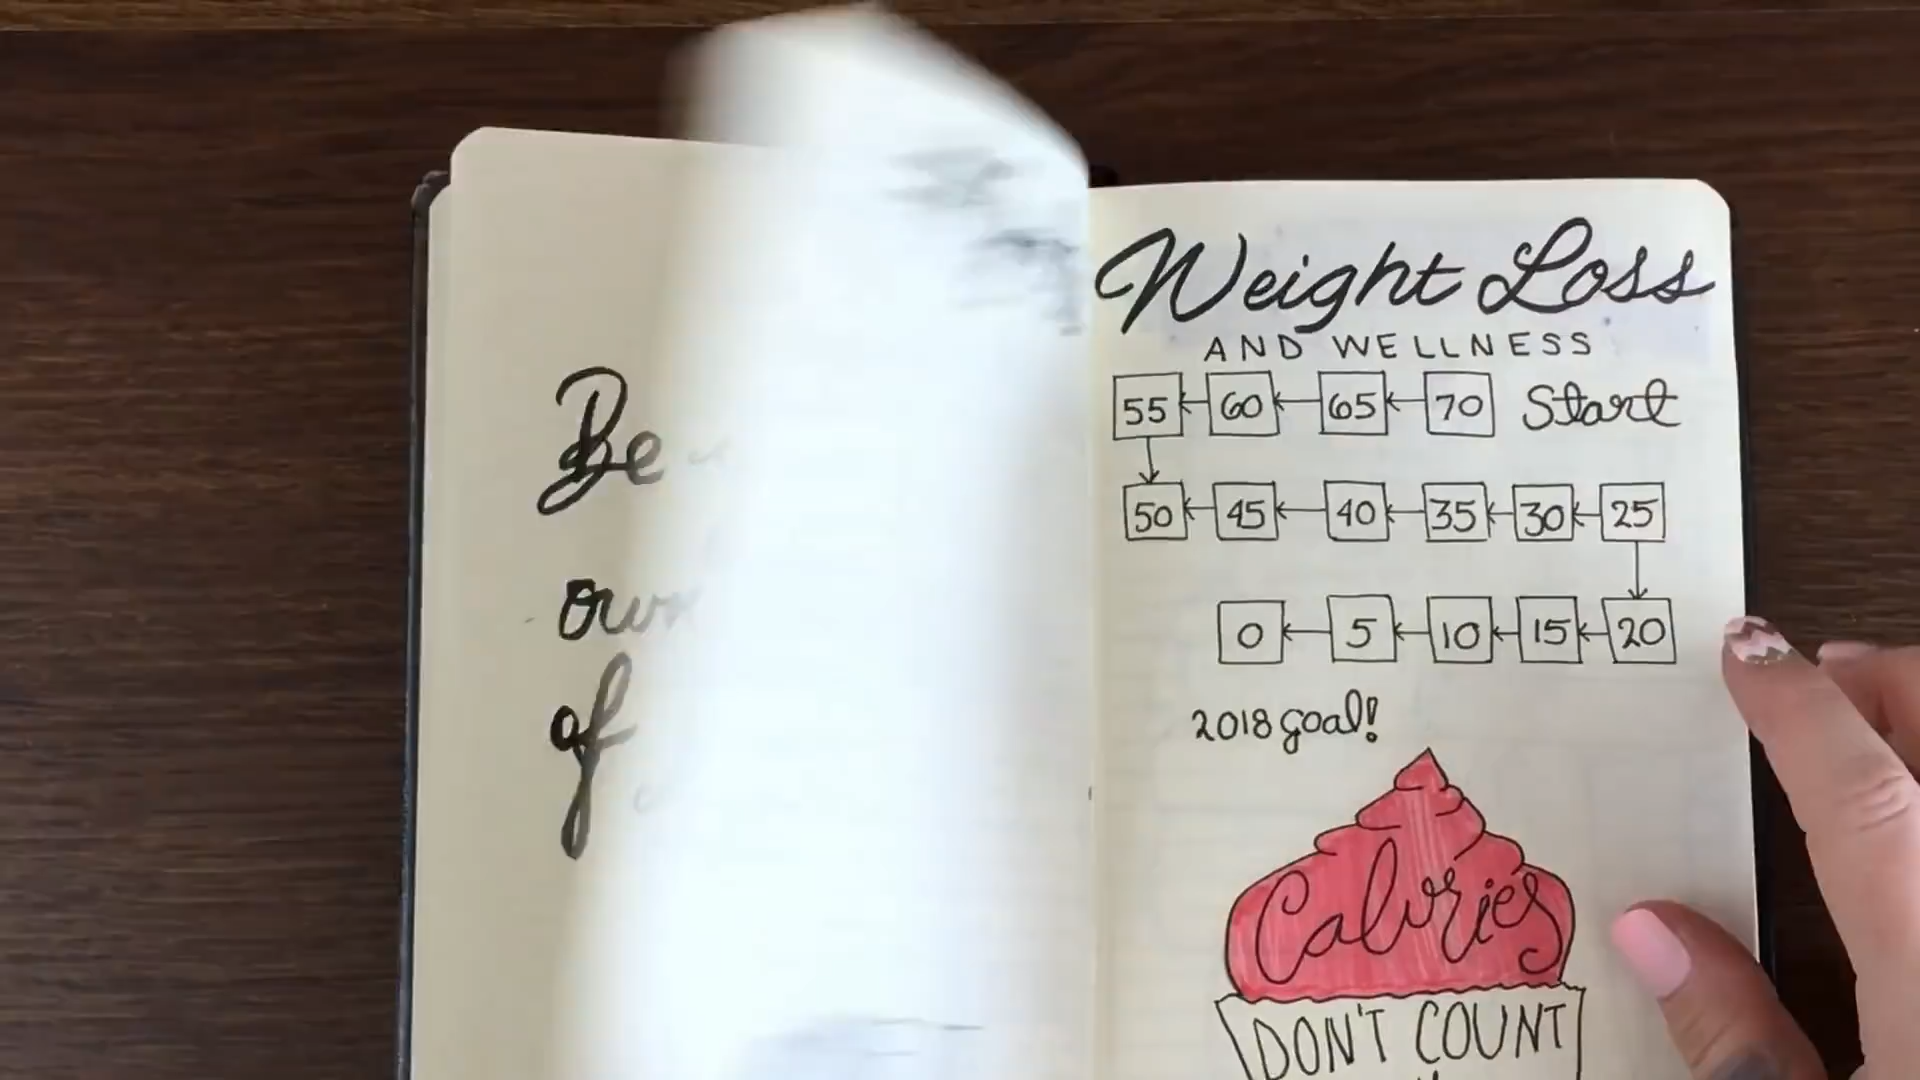 Be
own
of
Weight Loss
AND WELLNESS
55 60 65 70 Start
50 45 40 35 30 25
0 5 10 15 20
2018 goal!
Calories
DON'T COUNT